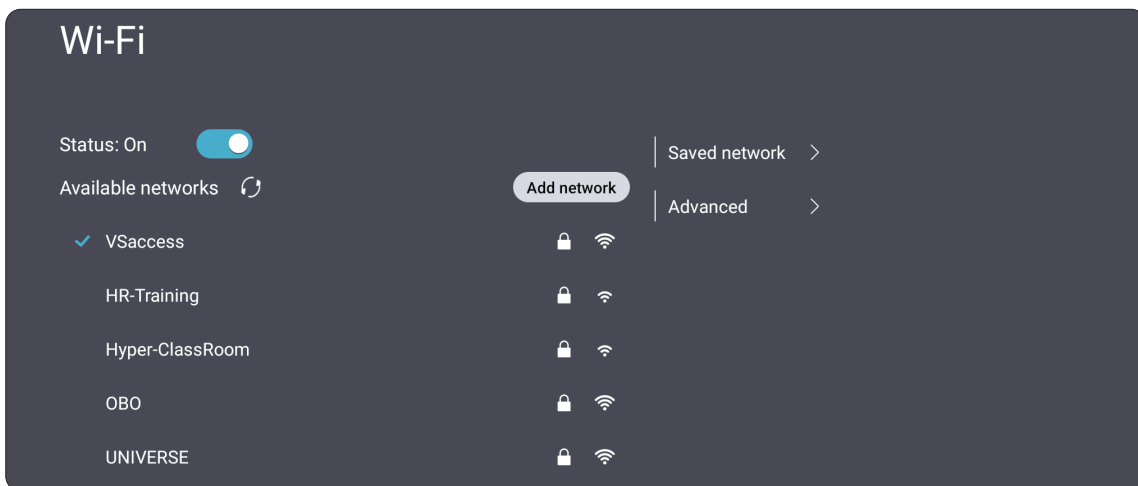 Wi-Fi
Status: On
Available networks
Add network
VSaccess
HR-Training
Hyper-ClassRoom
OBO
UNIVERSE
Saved network
Advanced